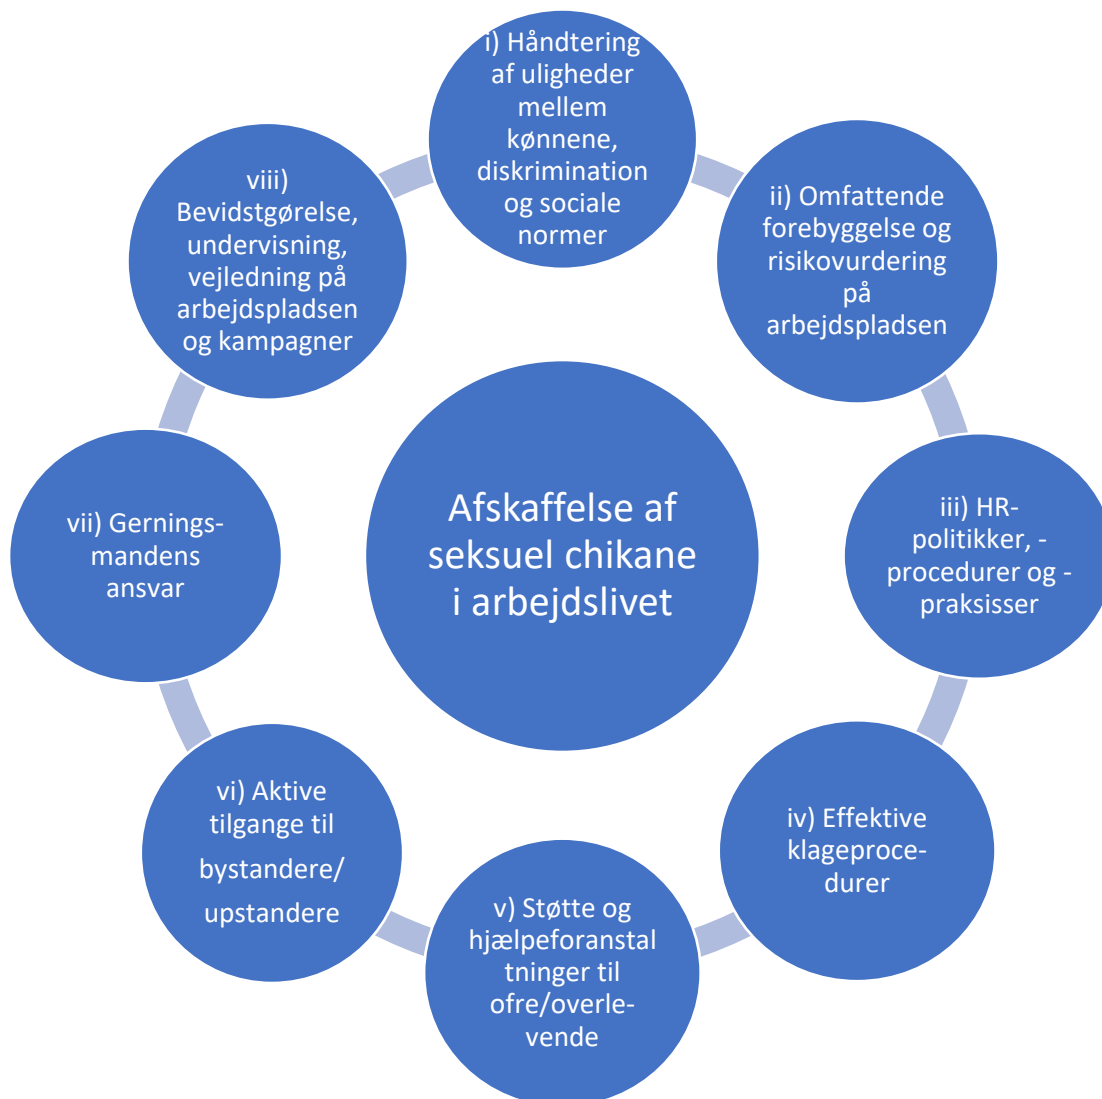 i) Håndtering
af uligheder
mellem
kønnene,
diskrimination
og sociale
normer
ii) Omfattende
forebyggelse og
risikovurdering
på
arbejdspladsen
iii) HR-
politikker, -
procedurer og -
praksisser
iv) Effektive
klageproce-
durer
v) Støtte og
hjælpeforanstal
tninger til
ofre/overle-
vende
vi) Aktive
tilgange til
bystandere/
upstandere
vii) Gernings-
mandens
ansvar
viii)
Bevidstgørelse,
undervisning,
vejledning på
arbejdspladsen
og kampagner
Afskaffelse af
seksuel chikane
i arbejdslivet